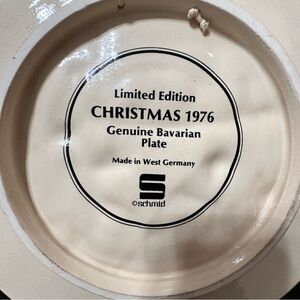 Limited Edition
CHRISTMAS 1976
Genuine Bavarian
Plate
Made in West Germany
S
©schmid